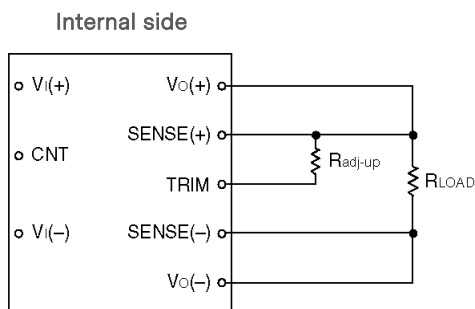 Internal side
VI(+) VO(+)
SENSE(+)
CNT Radj-up
TRIM RLOAD
VI(–) SENSE(–)
VO(–)